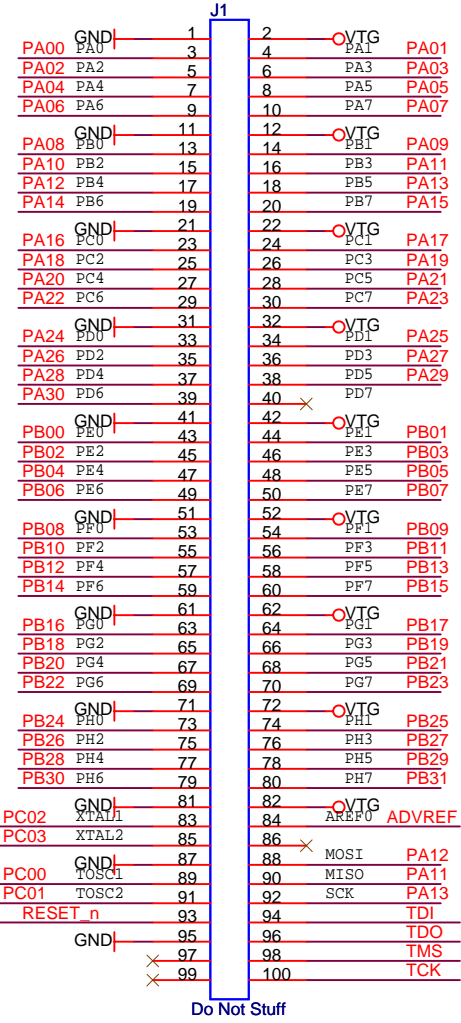 J1
GND 1 2 VTG
PA00 PA0 3 4 PA1 PA01
PA02 PA2 5 6 PA3 PA03
PA04 PA4 7 8 PA5 PA05
PA06 PA6 9 10 PA7 PA07
GND 11 12 VTG
PA08 PB0 13 14 PB1 PA09
PA10 PB2 15 16 PB3 PA11
PA12 PB4 17 18 PB5 PA13
PA14 PB6 19 20 PB7 PA15
GND 21 22 VTG
PA16 PC0 23 24 PC1 PA17
PA18 PC2 25 26 PC3 PA19
PA20 PC4 27 28 PC5 PA21
PA22 PC6 29 30 PC7 PA23
GND 31 32 VTG
PA24 PD0 33 34 PD1 PA25
PA26 PD2 35 36 PD3 PA27
PA28 PD4 37 38 PD5 PA29
PA30 PD6 39 40 PD7
GND 41 42 VTG
PB00 PE0 43 44 PE1 PB01
PB02 PE2 45 46 PE3 PB03
PB04 PE4 47 48 PE5 PB05
PB06 PE6 49 50 PE7 PB07
GND 51 52 VTG
PB08 PF0 53 54 PF1 PB09
PB10 PF2 55 56 PF3 PB11
PB12 PF4 57 58 PF5 PB13
PB14 PF6 59 60 PF7 PB15
GND 61 62 VTG
PB16 PG0 63 64 PG1 PB17
PB18 PG2 65 66 PG3 PB19
PB20 PG4 67 68 PG5 PB21
PB22 PG6 69 70 PG7 PB23
GND 71 72 VTG
PB24 PH0 73 74 PH1 PB25
PB26 PH2 75 76 PH3 PB27
PB28 PH4 77 78 PH5 PB29
PB30 PH6 79 80 PH7 PB31
GND 81 82 VTG
PC02 XTAL1 83 84 AREF0 ADVREF
PC03 XTAL2 85 86
GND 87 88 MOSI PA12
PC00 TOSC1 89 90 MISO PA11
PC01 TOSC2 91 92 SCK PA13
RESET_n 93 94 TDI
GND 95 96 TDO
97 98 TMS
99 100 TCK
Do Not Stuff